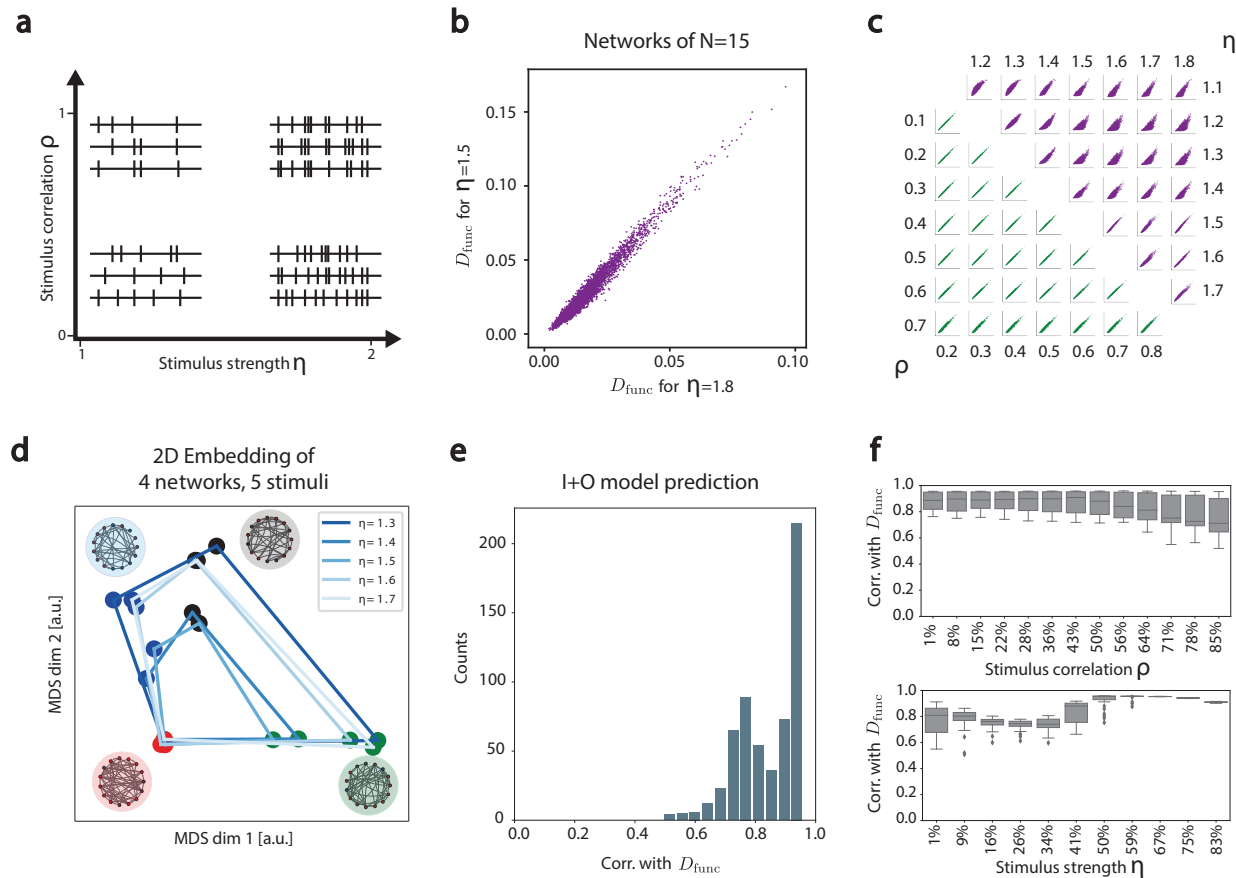 a
Stimulus correlation ρ
1
0
1
2
Stimulus strength η
b
Networks of N=15
D_func for η=1.5
0.15
0.10
0.05
0.00
0.00
0.05
0.10
D_func for η=1.8
c
η
1.2 1.3 1.4 1.5 1.6 1.7 1.8
1.1
0.1 1.2
0.2 1.3
0.3 1.4
0.4 1.5
0.5 1.6
0.6 1.7
0.7
0.2 0.3 0.4 0.5 0.6 0.7 0.8
ρ
d
2D Embedding of
4 networks, 5 stimuli
η= 1.3
η= 1.4
η= 1.5
η= 1.6
η= 1.7
MDS dim 2 [a.u.]
MDS dim 1 [a.u.]
e
I+O model prediction
Counts
200
150
100
50
0
0.0 0.2 0.4 0.6 0.8 1.0
Corr. with D_func
f
Corr. with D_func
1.0
0.8
0.6
0.4
0.2
0.0
1% 8% 15% 22% 28% 36% 43% 50% 56% 64% 71% 78% 85%
Stimulus correlation ρ
Corr. with D_func
1.0
0.8
0.6
0.4
0.2
0.0
1% 9% 16% 26% 34% 41% 50% 59% 67% 75% 83%
Stimulus strength η